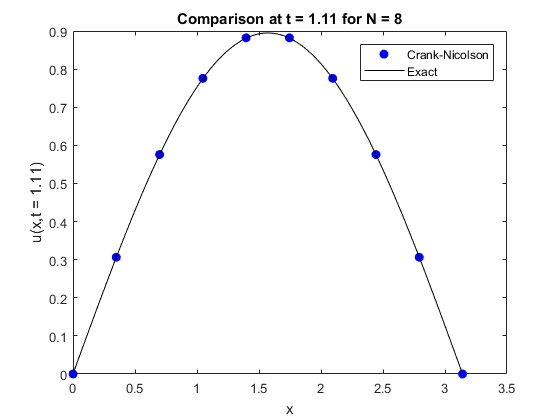 Comparison at t = 1.11 for N = 8
Crank-Nicolson
Exact
u(x,t = 1.11)
0.9
0.8
0.7
0.6
0.5
0.4
0.3
0.2
0.1
0
0 0.5 1 1.5 2 2.5 3 3.5
x